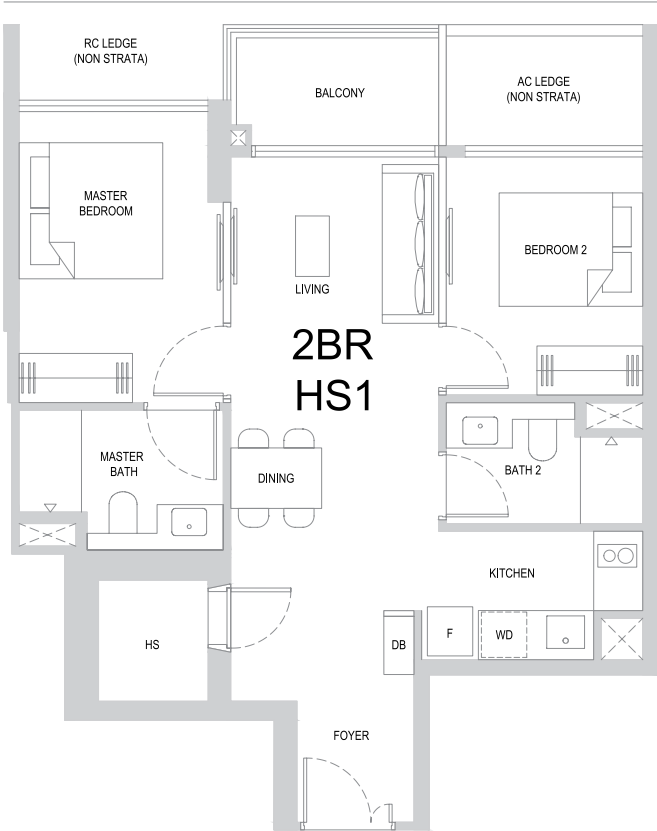 RC LEDGE
(NON STRATA)
BALCONY
AC LEDGE
(NON STRATA)
MASTER
BEDROOM
BEDROOM 2
LIVING
2BR
HS1
MASTER
BATH
DINING
BATH 2
KITCHEN
HS
DB
F
WD
FOYER